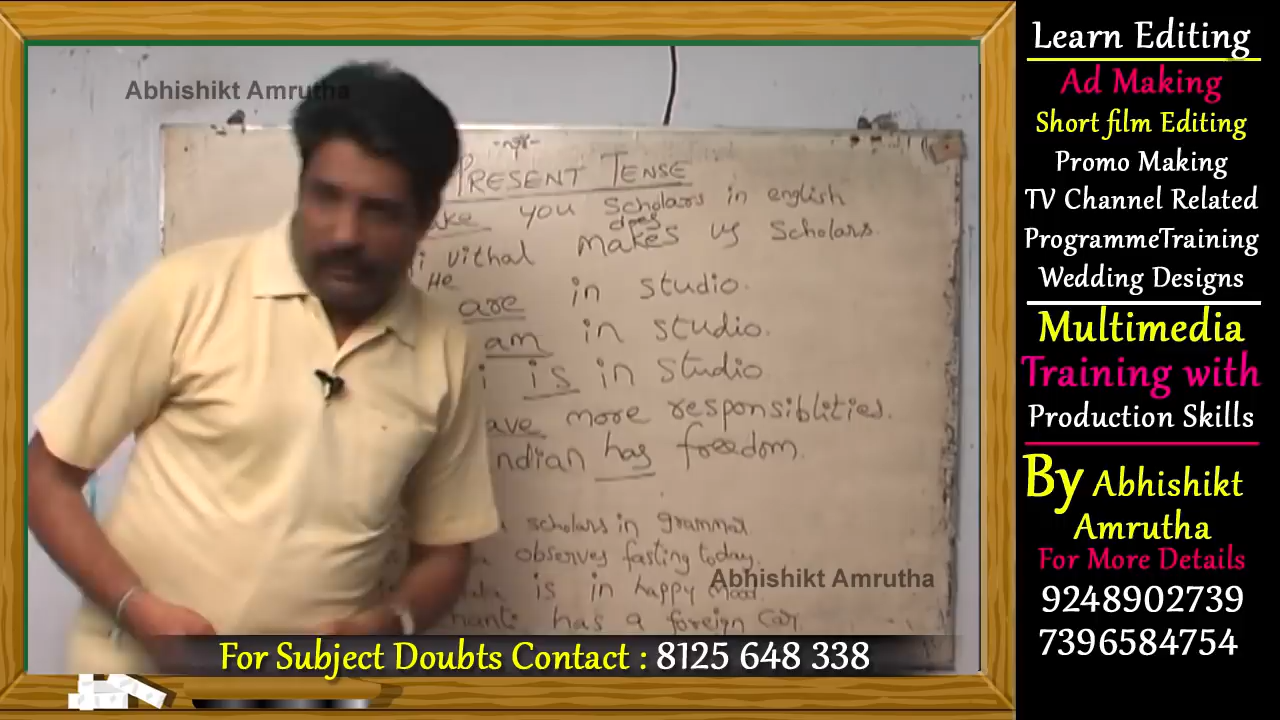 Abhishikt Amrutha
PRESENT TENSE
you scholars in english
does
vithal makes us scholars.
He
are in studio.
am in studio.
is in studio
more responsiblities.
has freedom.
scholars in grammar
observes fasting today.
is in happy mood.
has a foreign car.
Abhishikt Amrutha
For Subject Doubts Contact : 8125 648 338
Learn Editing
Ad Making
Short film Editing
Promo Making
TV Channel Related
ProgrammeTraining
Wedding Designs
Multimedia
Training with
Production Skills
By Abhishikt
Amrutha
For More Details
9248902739
7396584754